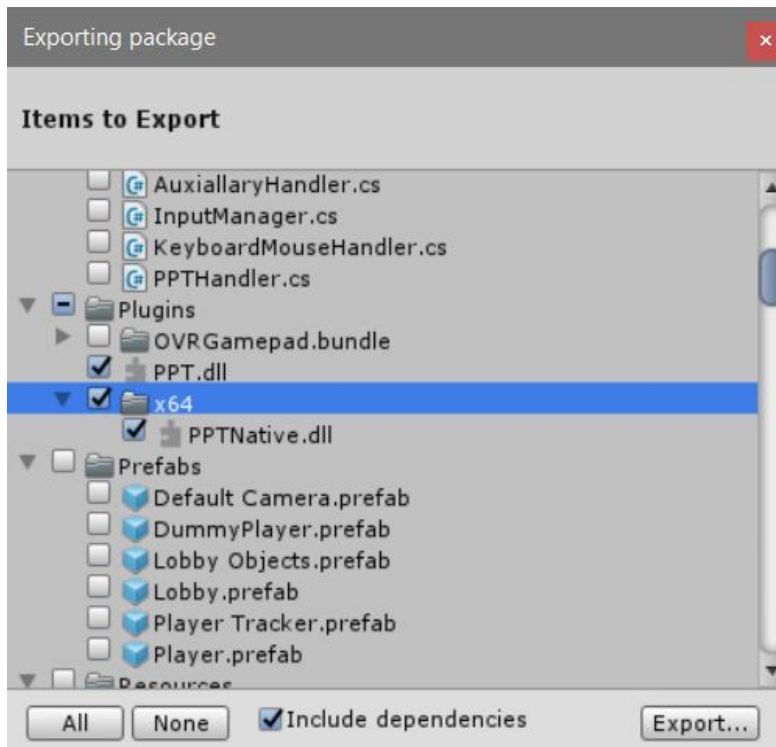 Exporting package
Items to Export
AuxiallaryHandler.cs
InputManager.cs
KeyboardMouseHandler.cs
PPTHandler.cs
Plugins
OVRGamepad.bundle
PPT.dll
x64
PPTNative.dll
Prefabs
Default Camera.prefab
DummyPlayer.prefab
Lobby Objects.prefab
Lobby.prefab
Player Tracker.prefab
Player.prefab
Resources
All None Include dependencies Export...